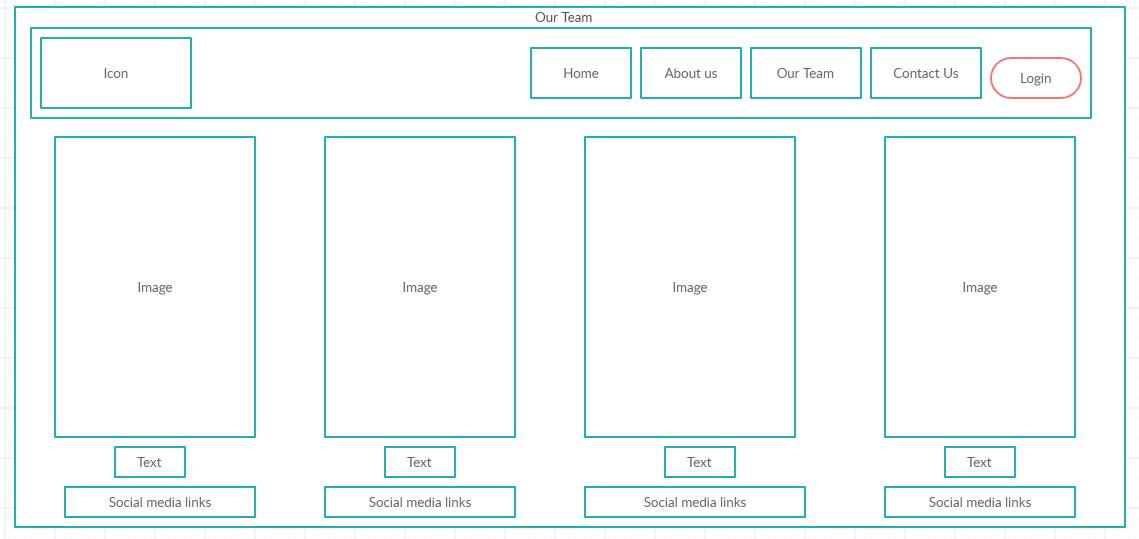 Our Team
Icon
Home
About us
Our Team
Contact Us
Login
Image
Image
Image
Image
Text
Text
Text
Text
Social media links
Social media links
Social media links
Social media links